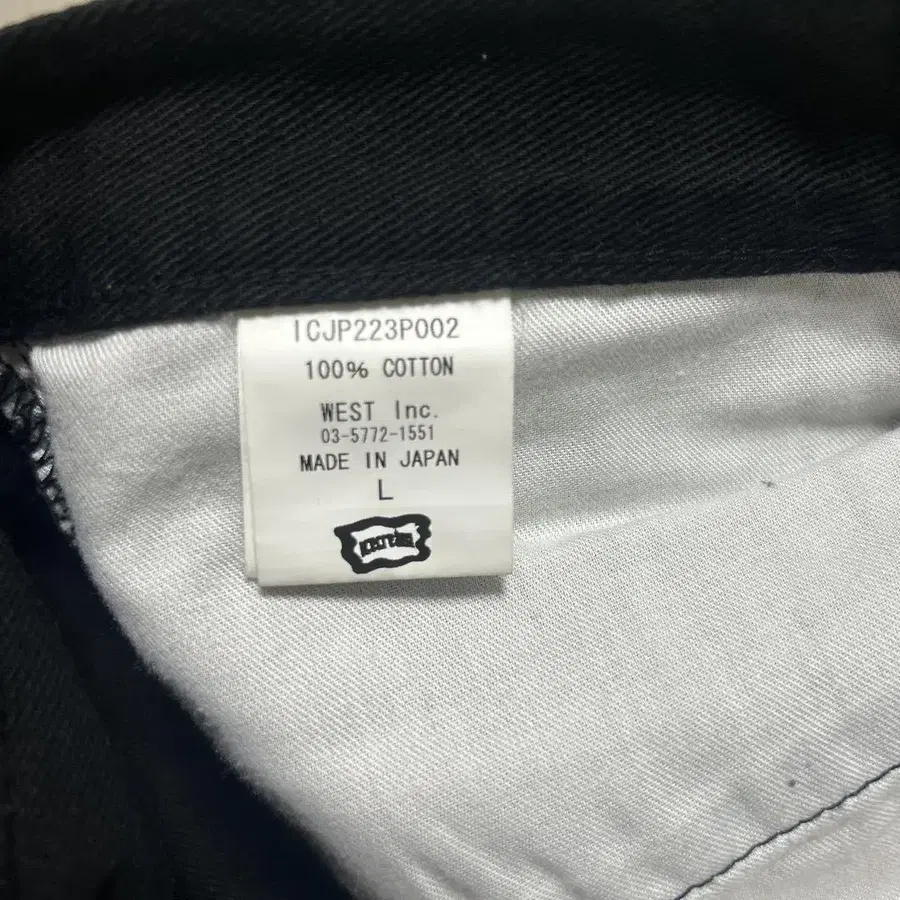 ICJP223P002
100% COTTON
WEST Inc.
03-5772-1551
MADE IN JAPAN
L